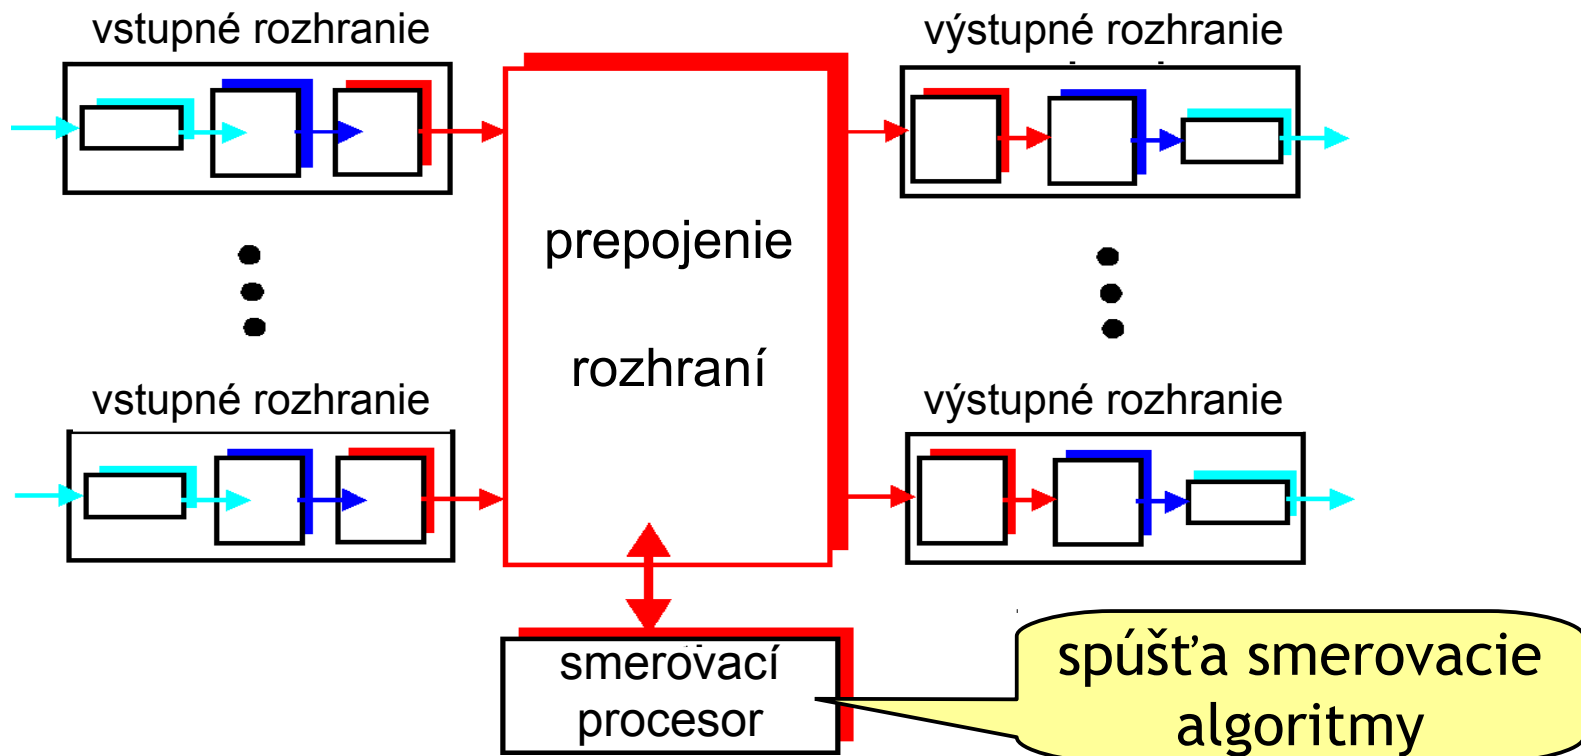 vstupné rozhranie
výstupné rozhranie
prepojenie
rozhraní
vstupné rozhranie
výstupné rozhranie
smerovací
procesor
spúšťa smerovacie
algoritmy